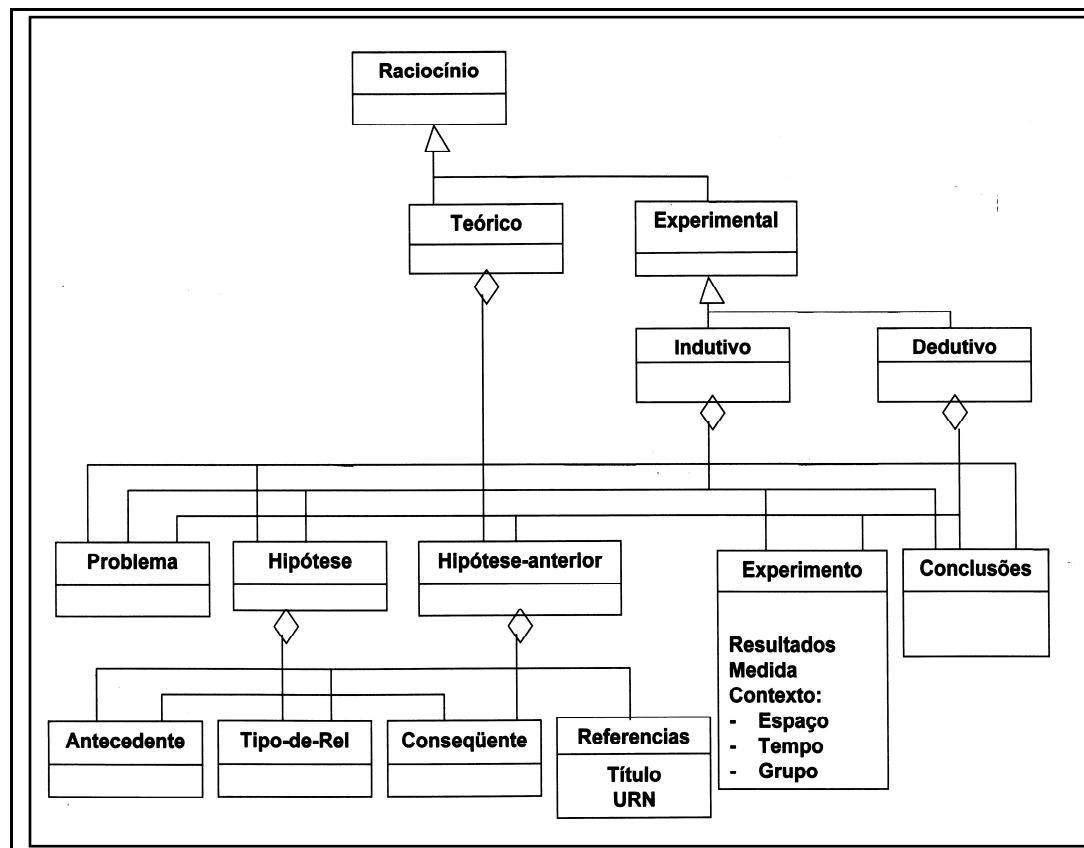 Raciocínio
Teórico
Experimental
Indutivo
Dedutivo
Problema
Hipótese
Hipótese-anterior
Experimento
Resultados
Medida
Contexto:
- Espaço
- Tempo
- Grupo
Conclusões
Antecedente
Tipo-de-Rel
Conseqüente
Referencias
Título
URN